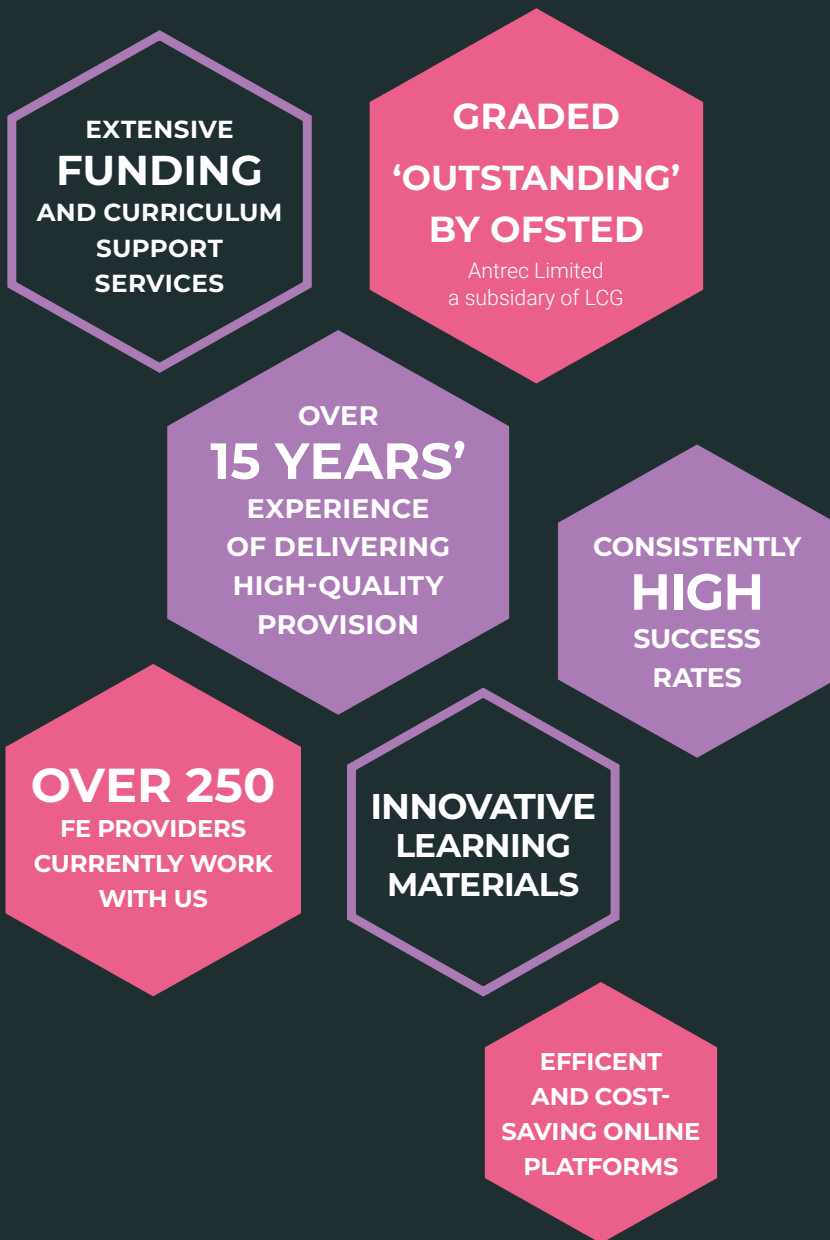 EXTENSIVE
FUNDING
AND CURRICULUM
SUPPORT
SERVICES
GRADED
‘OUTSTANDING’
BY OFSTED
Antrec Limited
a subsidary of LCG
OVER
15 YEARS’
EXPERIENCE
OF DELIVERING
HIGH-QUALITY
PROVISION
CONSISTENTLY
HIGH
SUCCESS
RATES
OVER 250
FE PROVIDERS
CURRENTLY WORK
WITH US
INNOVATIVE
LEARNING
MATERIALS
EFFICENT
AND COST-
SAVING ONLINE
PLATFORMS